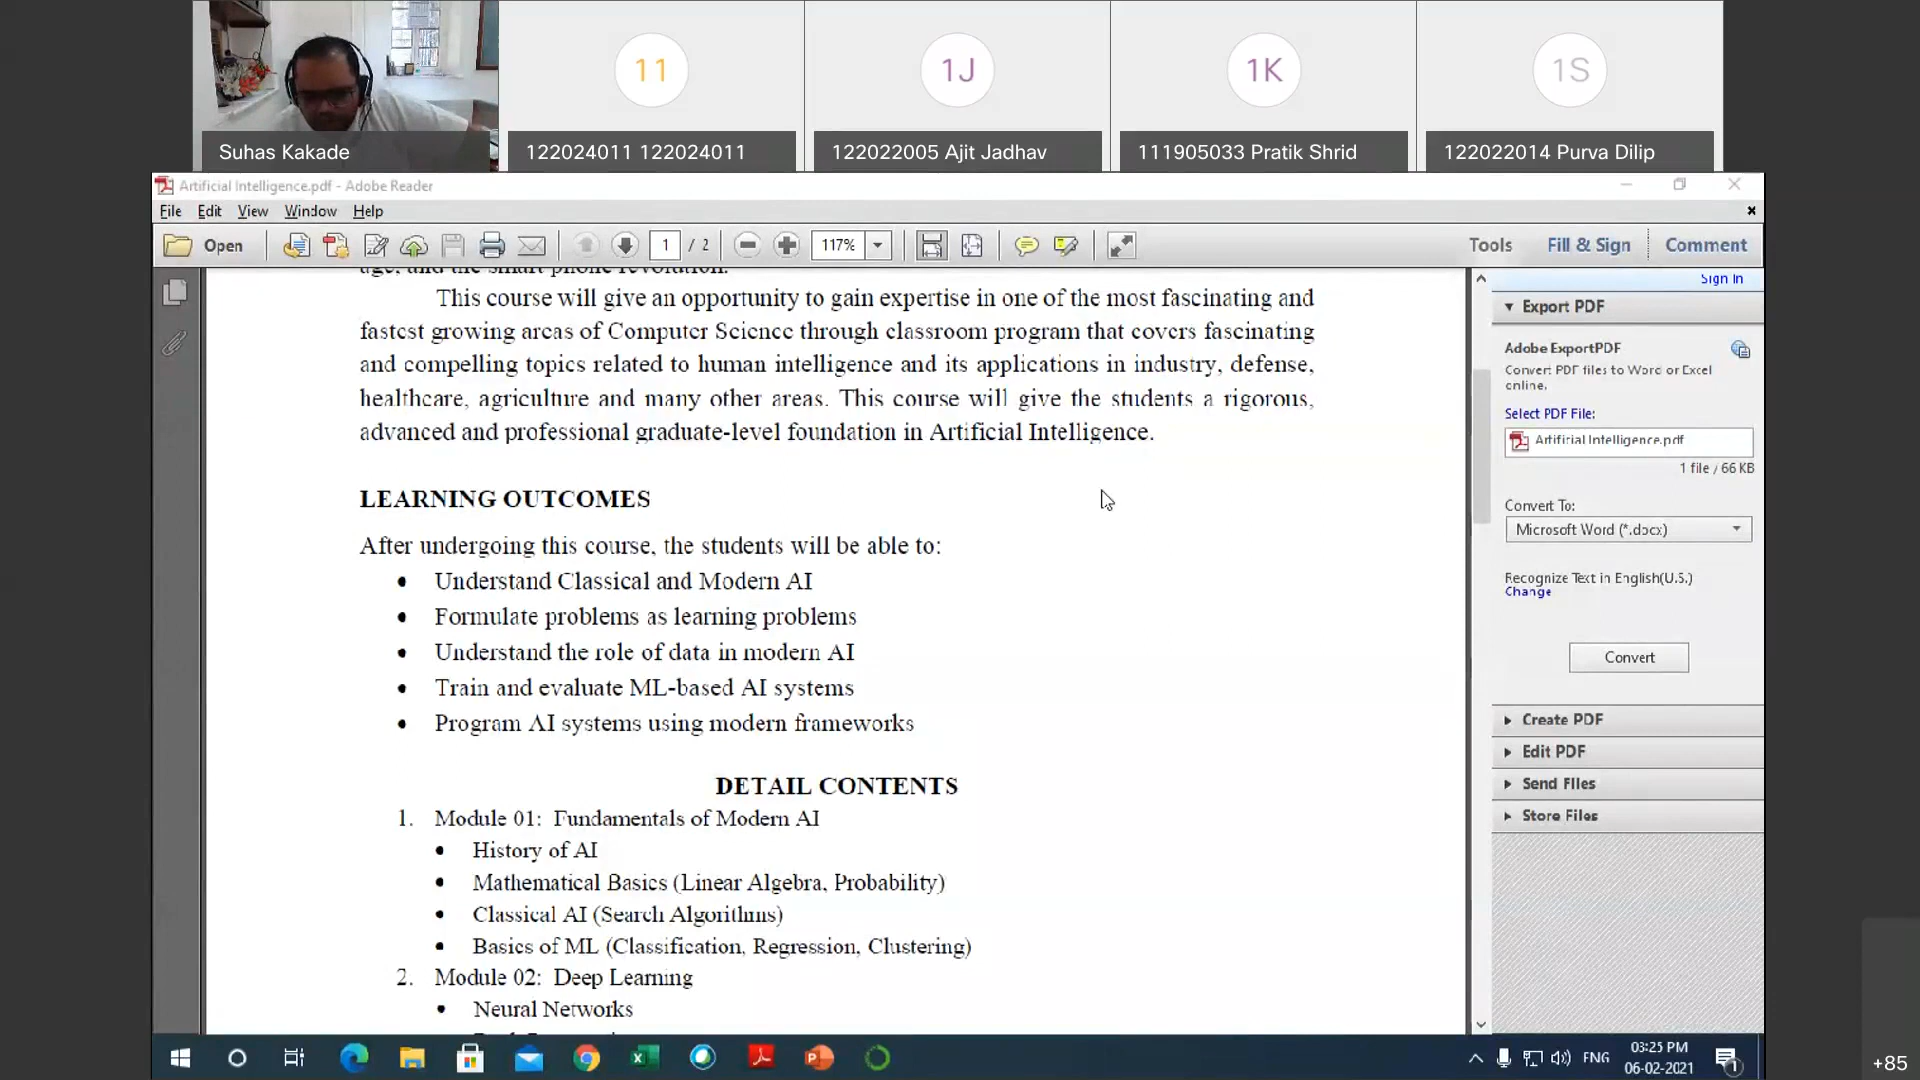 11
1J
1K
1S
Suhas Kakade
122024011 122024011
122022005 Ajit Jadhav
111905033 Pratik Shrid
122022014 Purva Dilip
Artificial Intelligence.pdf - Adobe Reader
File Edit View Window Help
Open
1 / 2
117%
Tools
Fill & Sign
Comment
age, and the smart phone revolution.
This course will give an opportunity to gain expertise in one of the most fascinating and
fastest growing areas of Computer Science through classroom program that covers fascinating
and compelling topics related to human intelligence and its applications in industry, defense,
healthcare, agriculture and many other areas. This course will give the students a rigorous,
advanced and professional graduate-level foundation in Artificial Intelligence.
LEARNING OUTCOMES
After undergoing this course, the students will be able to:
• Understand Classical and Modern AI
• Formulate problems as learning problems
• Understand the role of data in modern AI
• Train and evaluate ML-based AI systems
• Program AI systems using modern frameworks
DETAIL CONTENTS
1. Module 01: Fundamentals of Modern AI
• History of AI
• Mathematical Basics (Linear Algebra, Probability)
• Classical AI (Search Algorithms)
• Basics of ML (Classification, Regression, Clustering)
2. Module 02: Deep Learning
• Neural Networks
Sign In
Export PDF
Adobe ExportPDF
Convert PDF files to Word or Excel
online.
Select PDF File:
Artificial Intelligence.pdf
1 file / 66 KB
Convert To:
Microsoft Word (*.docx)
Recognize Text in English(U.S.)
Change
Convert
Create PDF
Edit PDF
Send Files
Store Files
ENG
03:25 PM
06-02-2021
1
+85